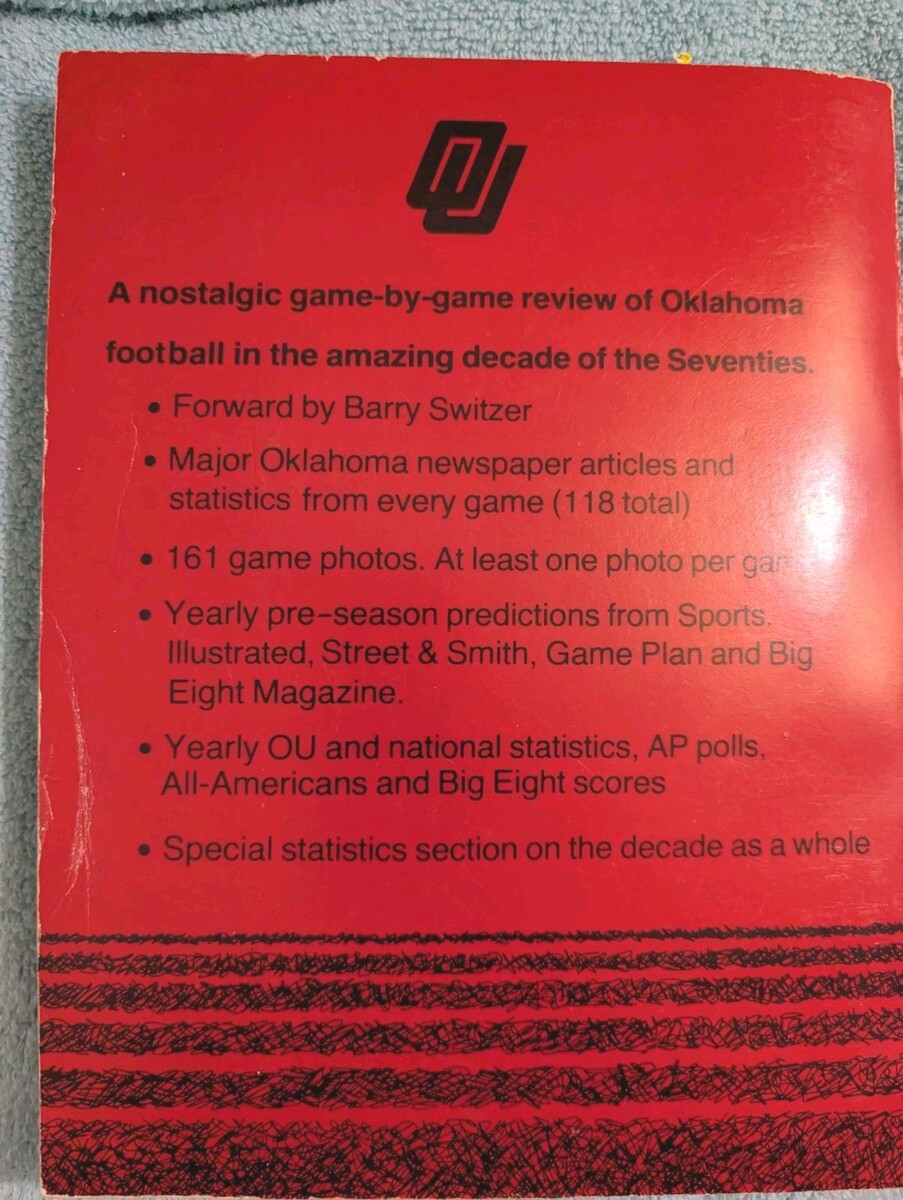 OU
A nostalgic game-by-game review of Oklahoma
football in the amazing decade of the Seventies.
• Forward by Barry Switzer
• Major Oklahoma newspaper articles and
statistics from every game (118 total)
• 161 game photos. At least one photo per
• Yearly pre-season predictions from Sports.
Illustrated, Street & Smith, Game Plan and Big
Eight Magazine.
• Yearly OU and national statistics, AP polls,
All-Americans and Big Eight scores
• Special statistics section on the decade as a whole